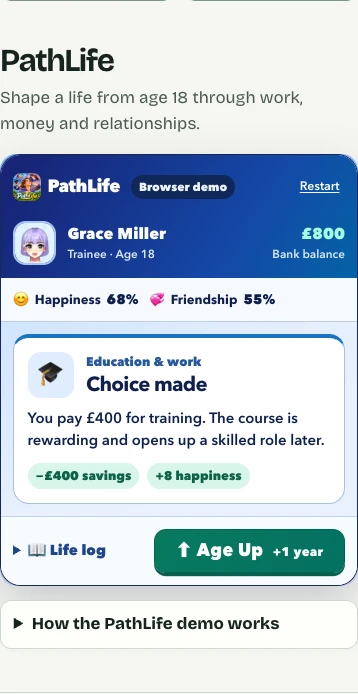 PathLife
Shape a life from age 18 through work,
money and relationships.
PathLife Browser demo Restart
Grace Miller £800
Trainee · Age 18 Bank balance
😊 Happiness 68% 💞 Friendship 55%
Education & work
Choice made
You pay £400 for training. The course is
rewarding and opens up a skilled role later.
−£400 savings +8 happiness
▶ 📖 Life log ⬆ Age Up +1 year
▶ How the PathLife demo works